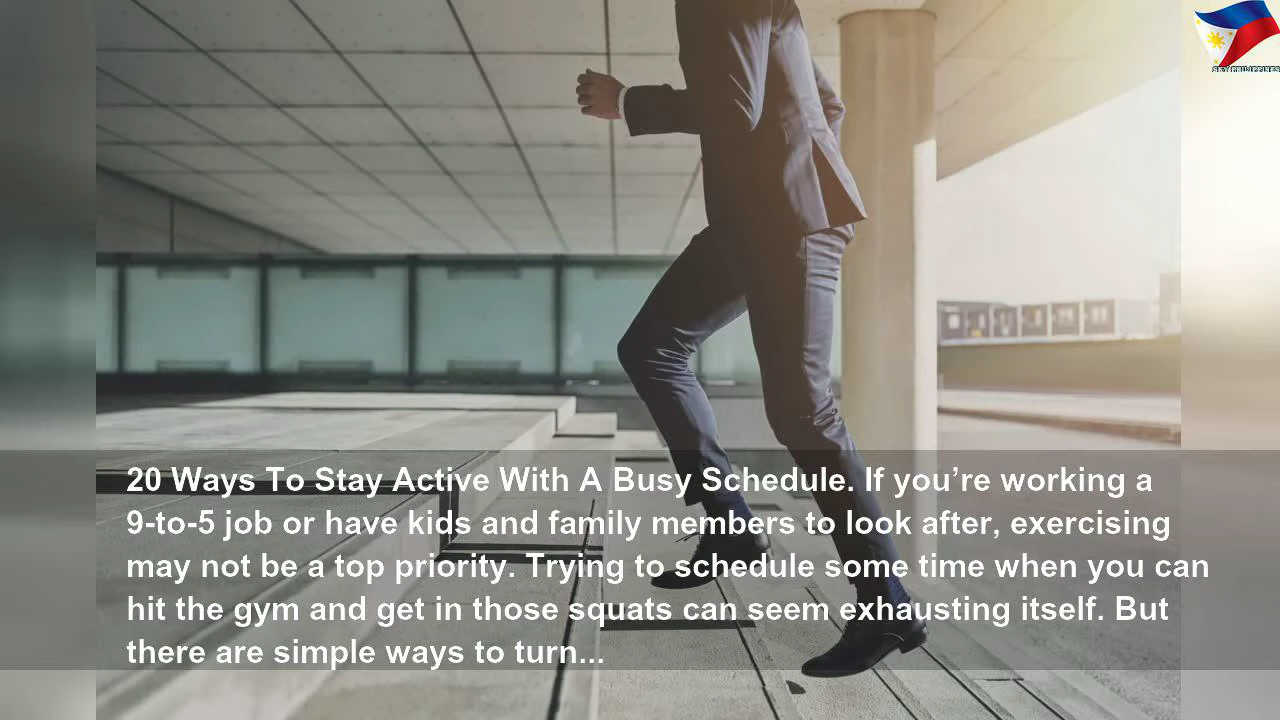 SKYPHILIPPINES
20 Ways To Stay Active With A Busy Schedule. If you’re working a
9-to-5 job or have kids and family members to look after, exercising
may not be a top priority. Trying to schedule some time when you can
hit the gym and get in those squats can seem exhausting itself. But
there are simple ways to turn...